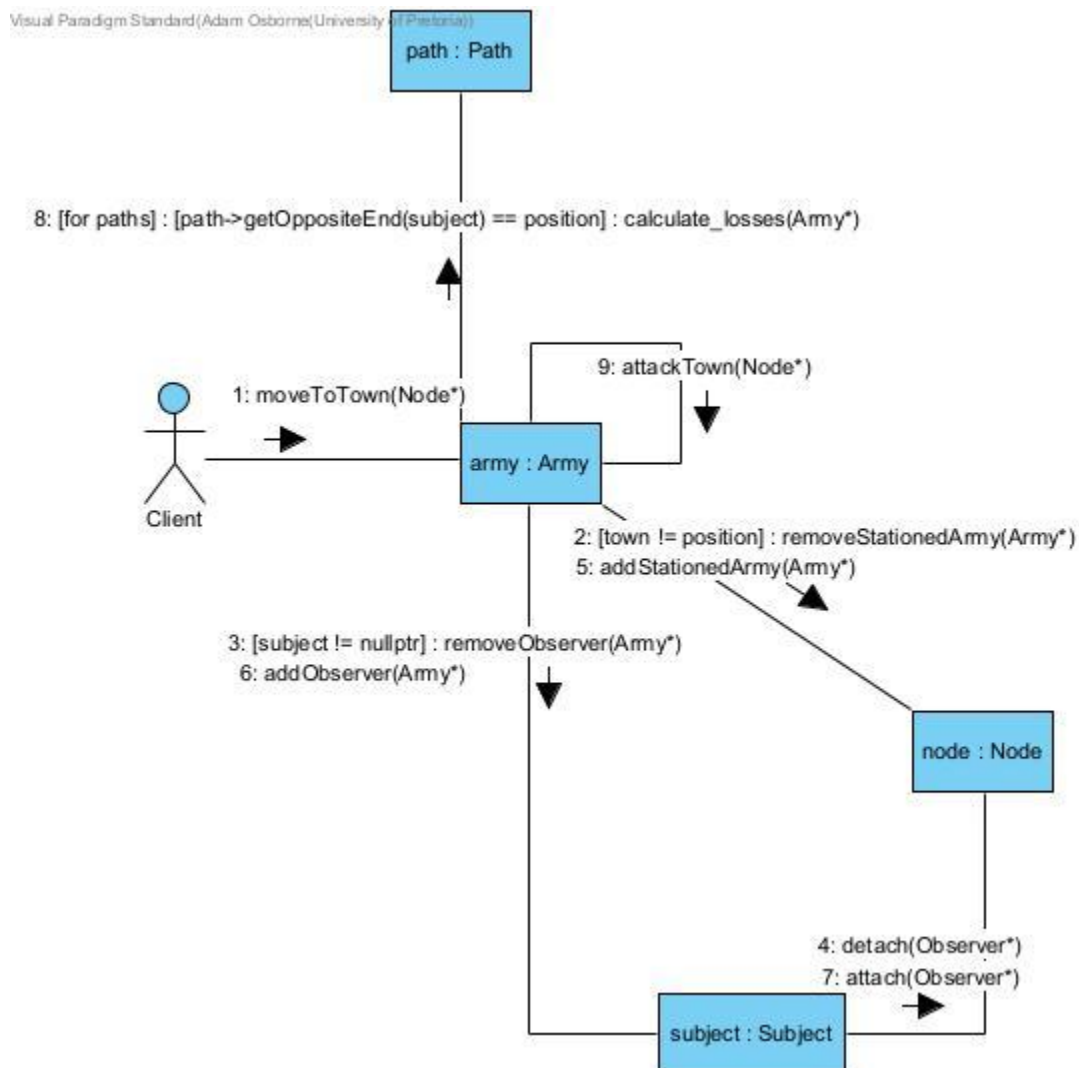 Visual Paradigm Standard(Adam Osborne(University of Pretoria))
path : Path
8: [for paths] : [path->getOppositeEnd(subject) == position] : calculate_losses(Army*)
9: attackTown(Node*)
1: moveToTown(Node*)
army : Army
Client
2: [town != position] : removeStationedArmy(Army*)
5: addStationedArmy(Army*)
3: [subject != nullptr] : removeObserver(Army*)
6: addObserver(Army*)
node : Node
4: detach(Observer*)
7: attach(Observer*)
subject : Subject